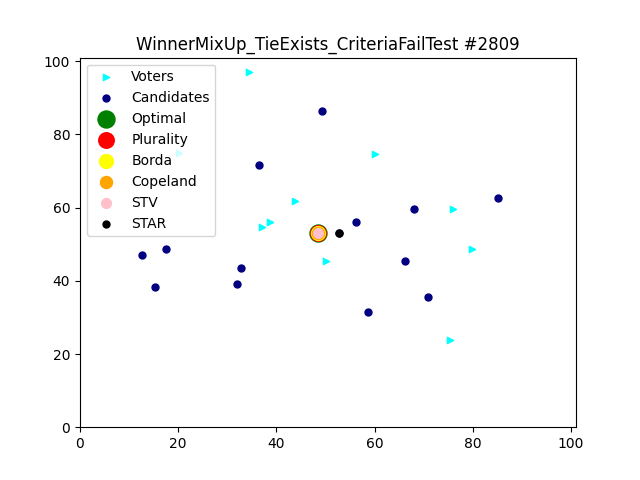 WinnerMixUp_TieExists_CriteriaFailTest #2809
Voters
Candidates
Optimal
Plurality
Borda
Copeland
STV
STAR
100
80
60
40
20
0
0 20 40 60 80 100